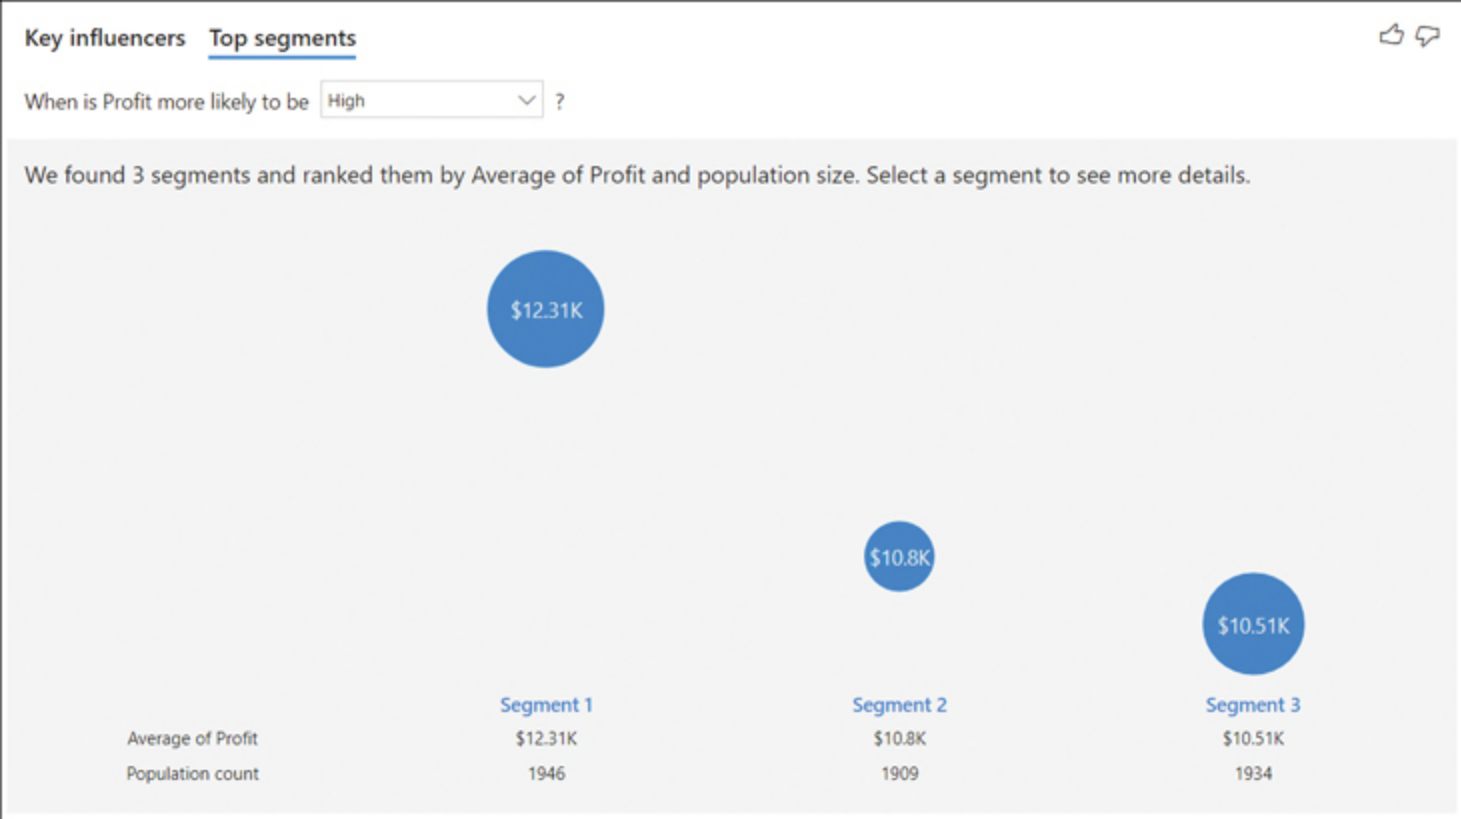 Key influencers Top segments
When is Profit more likely to be High ?
We found 3 segments and ranked them by Average of Profit and population size. Select a segment to see more details.
$12.31K
$10.8K
$10.51K
Segment 1 Segment 2 Segment 3
Average of Profit $12.31K $10.8K $10.51K
Population count 1946 1909 1934